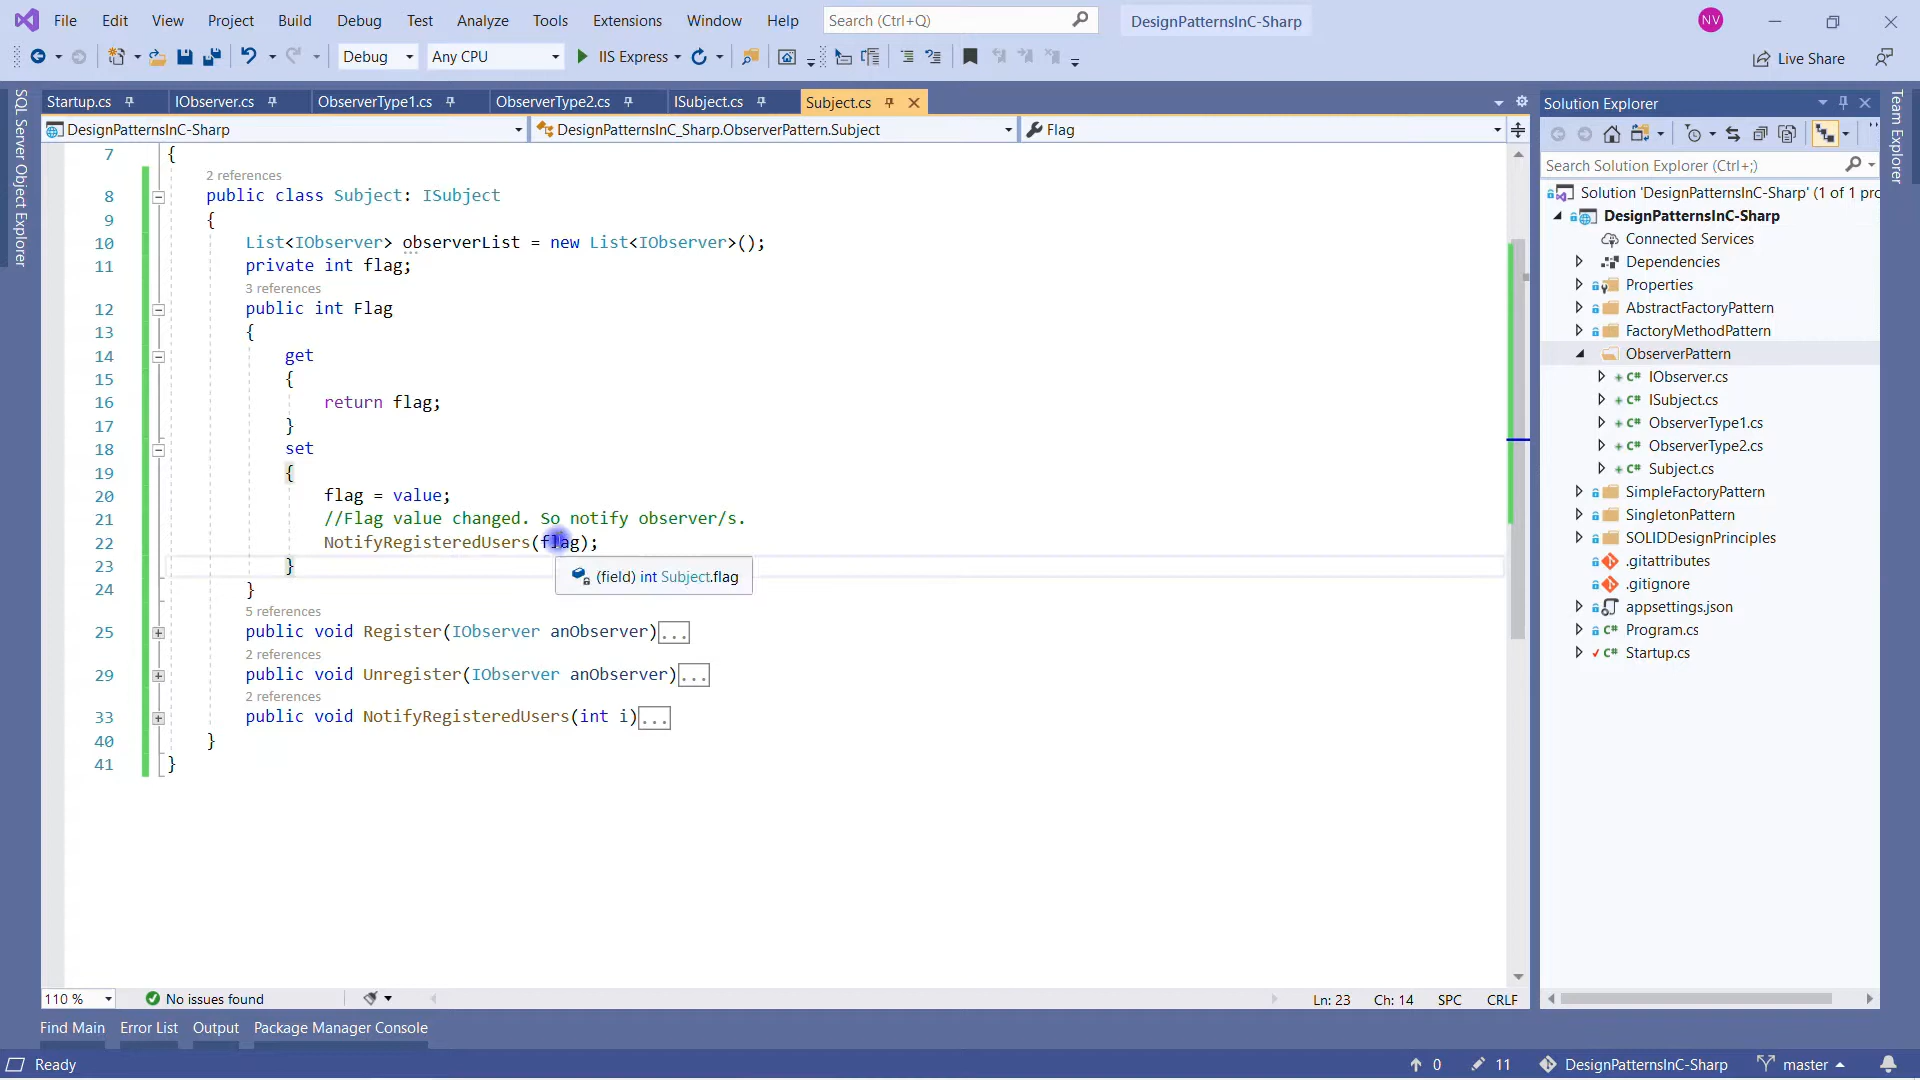 File Edit View Project Build Debug Test Analyze Tools Extensions Window Help Search (Ctrl+Q) DesignPatternsInC-Sharp NV
Debug Any CPU IIS Express Live Share
SQL Server Object Explorer
Startup.cs IObserver.cs ObserverType1.cs ObserverType2.cs ISubject.cs Subject.cs
DesignPatternsInC-Sharp DesignPatternsInC_Sharp.ObserverPattern.Subject Flag
7 {
2 references
8 public class Subject: ISubject
9 {
10 List<IObserver> observerList = new List<IObserver>();
11 private int flag;
3 references
12 public int Flag
13 {
14 get
15 {
16 return flag;
17 }
18 set
19 {
20 flag = value;
21 //Flag value changed. So notify observer/s.
22 NotifyRegisteredUsers(flag);
23 }
(field) int Subject.flag
24 }
5 references
25 public void Register(IObserver anObserver)...
2 references
29 public void Unregister(IObserver anObserver)...
2 references
33 public void NotifyRegisteredUsers(int i)...
40 }
41 }
110 % No issues found Ln: 23 Ch: 14 SPC CRLF
Solution Explorer
Search Solution Explorer (Ctrl+;)
Solution 'DesignPatternsInC-Sharp' (1 of 1 prc
DesignPatternsInC-Sharp
Connected Services
Dependencies
Properties
AbstractFactoryPattern
FactoryMethodPattern
ObserverPattern
C# IObserver.cs
C# ISubject.cs
C# ObserverType1.cs
C# ObserverType2.cs
C# Subject.cs
SimpleFactoryPattern
SingletonPattern
SOLIDDesignPrinciples
.gitattributes
.gitignore
appsettings.json
C# Program.cs
C# Startup.cs
Team Explorer
Find Main Error List Output Package Manager Console
Ready 0 11 DesignPatternsInC-Sharp master